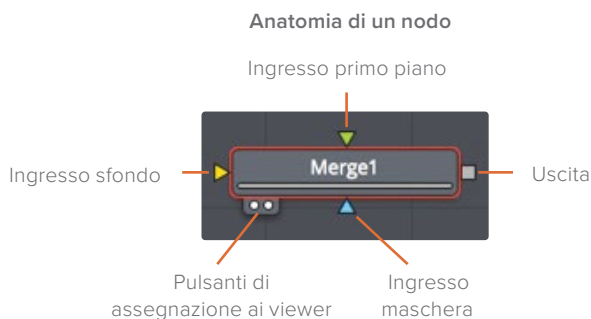 Anatomia di un nodo
Ingresso primo piano
Ingresso sfondo
Merge1
Uscita
Pulsanti di
assegnazione ai viewer
Ingresso
maschera